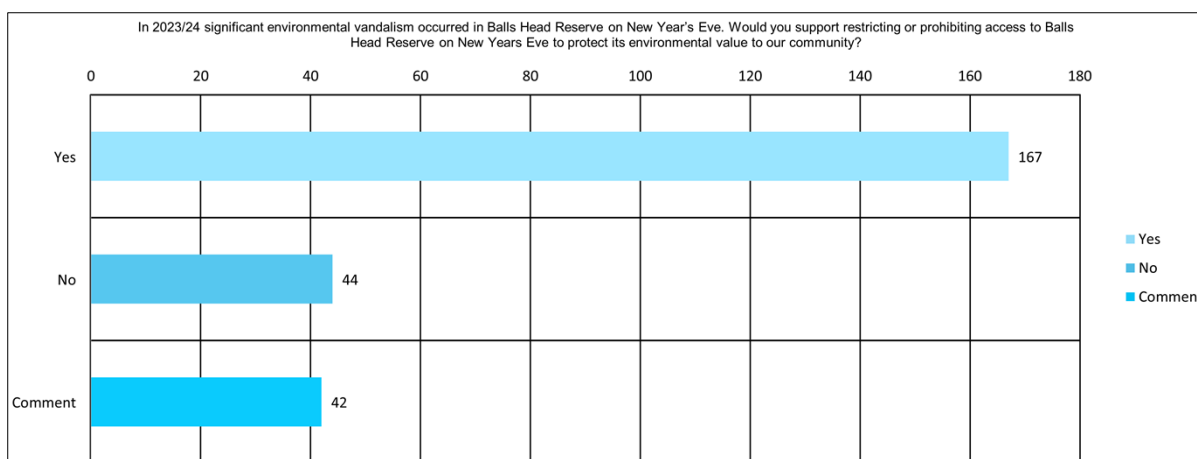 In 2023/24 significant environmental vandalism occurred in Balls Head Reserve on New Year's Eve. Would you support restricting or prohibiting access to Balls
Head Reserve on New Years Eve to protect its environmental value to our community?
0 20 40 60 80 100 120 140 160 180
Yes 167
No 44
Comment 42
Yes
No
Commen